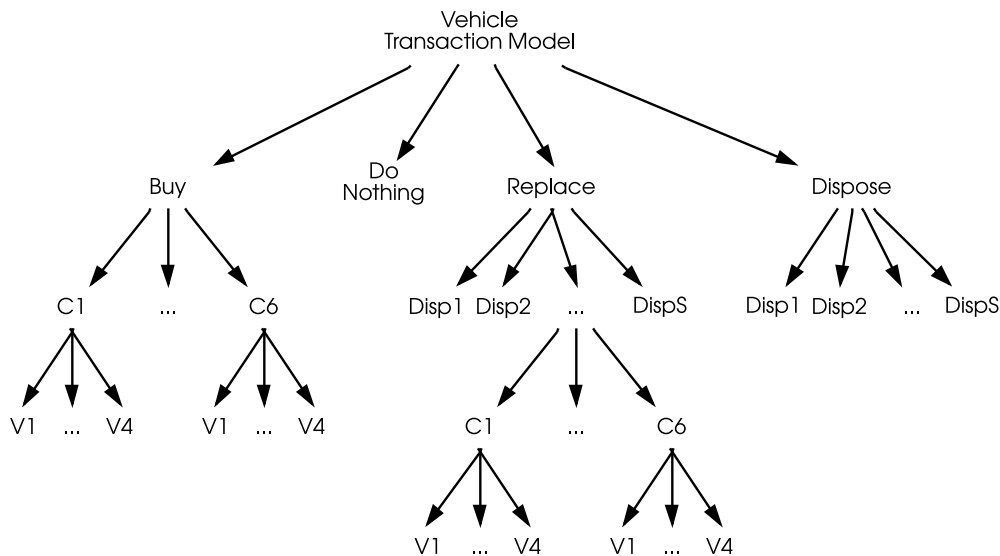 Vehicle
Transaction Model
Buy
Do
Nothing
Replace
Dispose
C1 ... C6
Disp1 Disp2 ... DispS
Disp1 Disp2 ... DispS
V1 ... V4
V1 ... V4
C1 ... C6
V1 ... V4
V1 ... V4